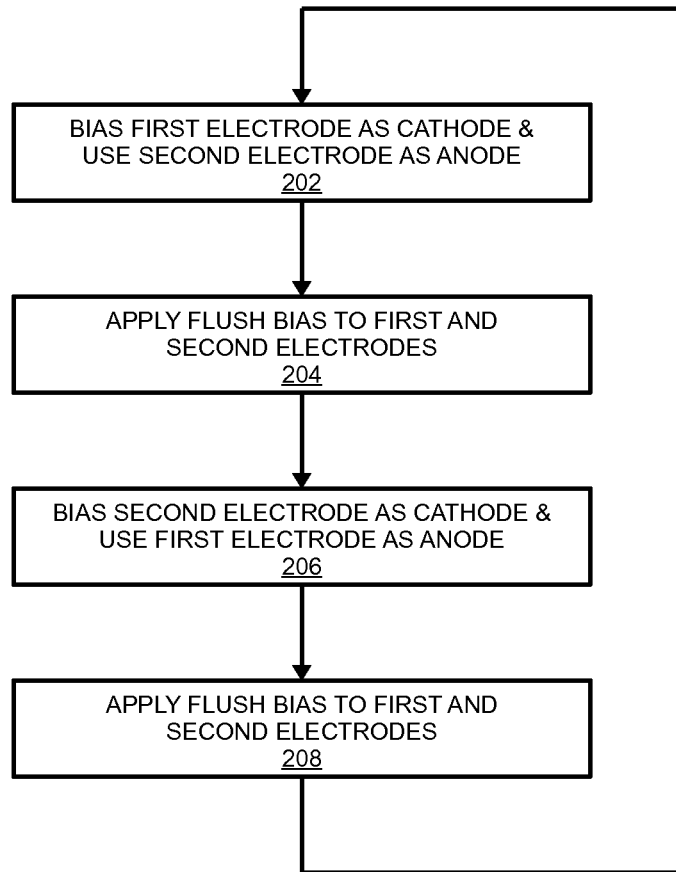 BIAS FIRST ELECTRODE AS CATHODE &
USE SECOND ELECTRODE AS ANODE
202
APPLY FLUSH BIAS TO FIRST AND
SECOND ELECTRODES
204
BIAS SECOND ELECTRODE AS CATHODE &
USE FIRST ELECTRODE AS ANODE
206
APPLY FLUSH BIAS TO FIRST AND
SECOND ELECTRODES
208